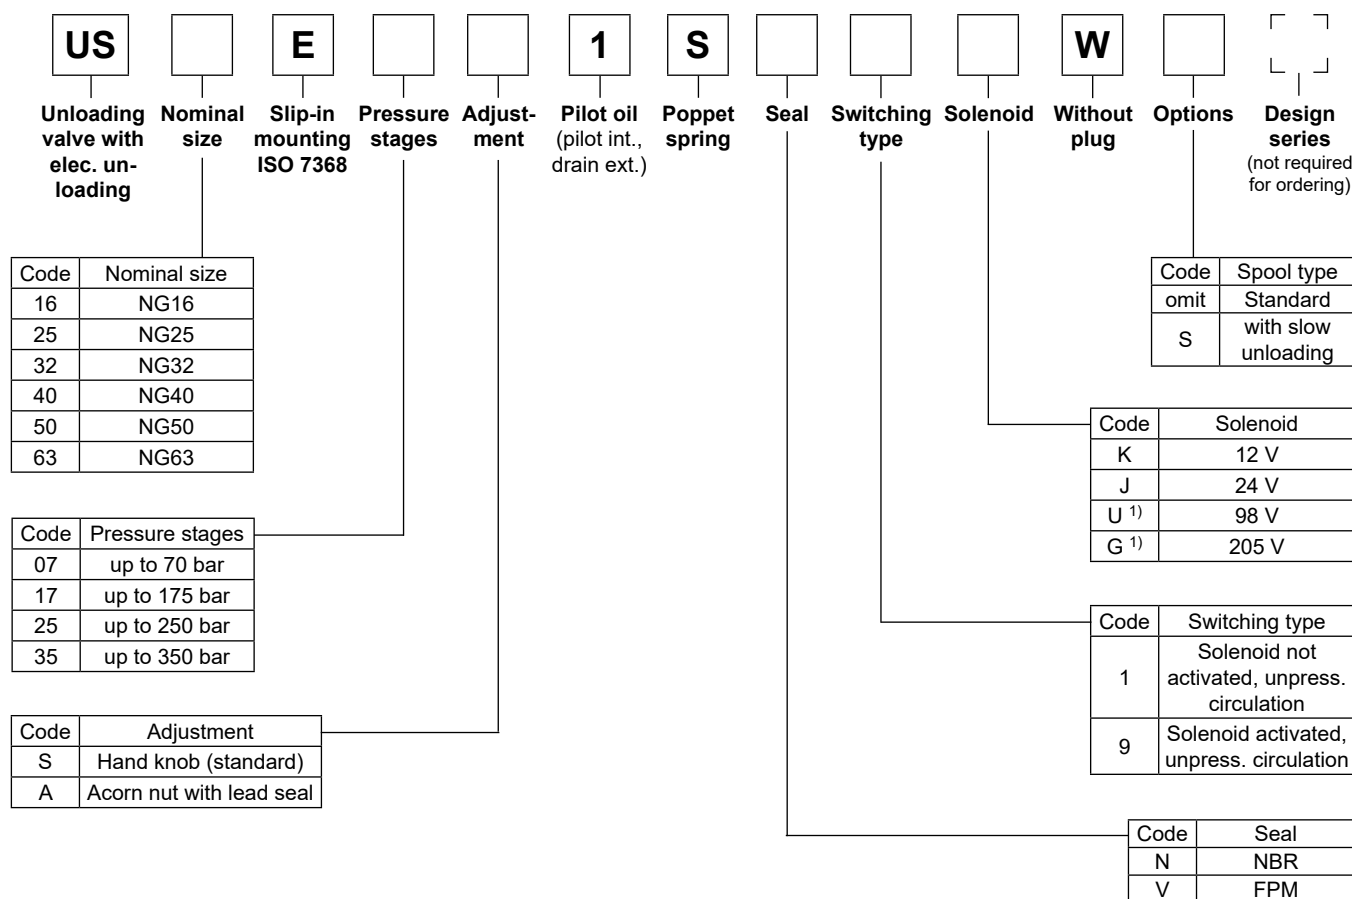 US E 1 S W
Unloading valve with elec. un- loading
Nominal size
Slip-in mounting ISO 7368
Pressure stages
Adjust- ment
Pilot oil (pilot int., drain ext.)
Poppet spring
Seal
Switching type
Solenoid
Without plug
Options
Design series (not required for ordering)
Code Nominal size
16 NG16
25 NG25
32 NG32
40 NG40
50 NG50
63 NG63
Code Pressure stages
07 up to 70 bar
17 up to 175 bar
25 up to 250 bar
35 up to 350 bar
Code Adjustment
S Hand knob (standard)
A Acorn nut with lead seal
Code Spool type
omit Standard
S with slow unloading
Code Solenoid
K 12 V
J 24 V
U 1) 98 V
G 1) 205 V
Code Switching type
1 Solenoid not activated, unpress. circulation
9 Solenoid activated, unpress. circulation
Code Seal
N NBR
V FPM